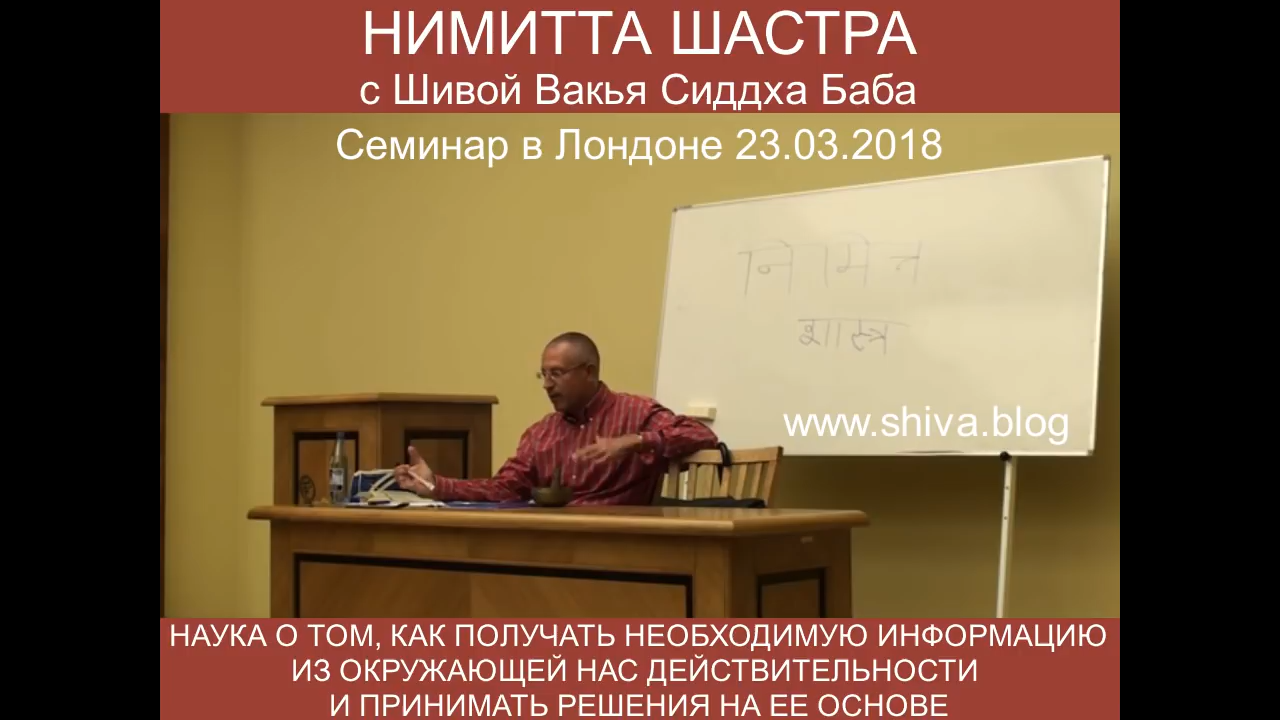 НИМИТТА ШАСТРА
с Шивой Вакья Сиддха Баба
Семинар в Лондоне 23.03.2018
निमित्त
शास्त्र
www.shiva.blog
НАУКА О ТОМ, КАК ПОЛУЧАТЬ НЕОБХОДИМУЮ ИНФОРМАЦИЮ
ИЗ ОКРУЖАЮЩЕЙ НАС ДЕЙСТВИТЕЛЬНОСТИ
И ПРИНИМАТЬ РЕШЕНИЯ НА ЕЕ ОСНОВЕ